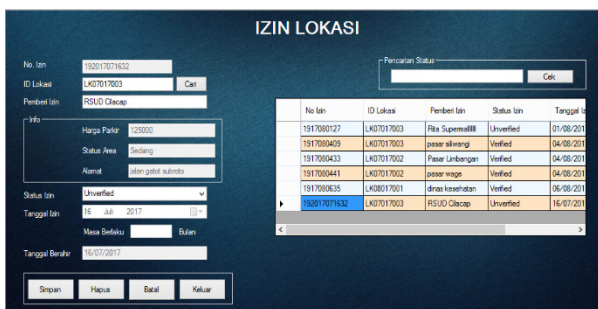 IZIN LOKASI
No. Izin 192017071632
ID Lokasi LK07017003 Cari
Pemberi Izin RSUD Cilacap
Info
Harga Parkir 125000
Status Area Sedang
Alamat jalan gatot subroto
Status Izin Unverified
Tanggal Izin 16 Juli 2017
Masa Berlaku Bulan
Tanggal Berahir 16/07/2017
Simpan Hapus Batal Keluar
Pencarian Status
Cek
No Izin ID Lokasi Pemberi Izin Status Izin Tanggal Iz
1917080127 LK07017003 Rita Supermalllll Unverified 01/08/201
1917080409 LK07017003 pasar siliwangi Verified 04/08/201
1917080433 LK07017002 Pasar Limbangan Verified 04/08/201
1917080441 LK07017002 pasar wage Verified 04/08/201
1917080635 LK08017001 dinas kesehatan Verified 06/08/201
192017071632 LK07017003 RSUD Cilacap Unverified 16/07/201